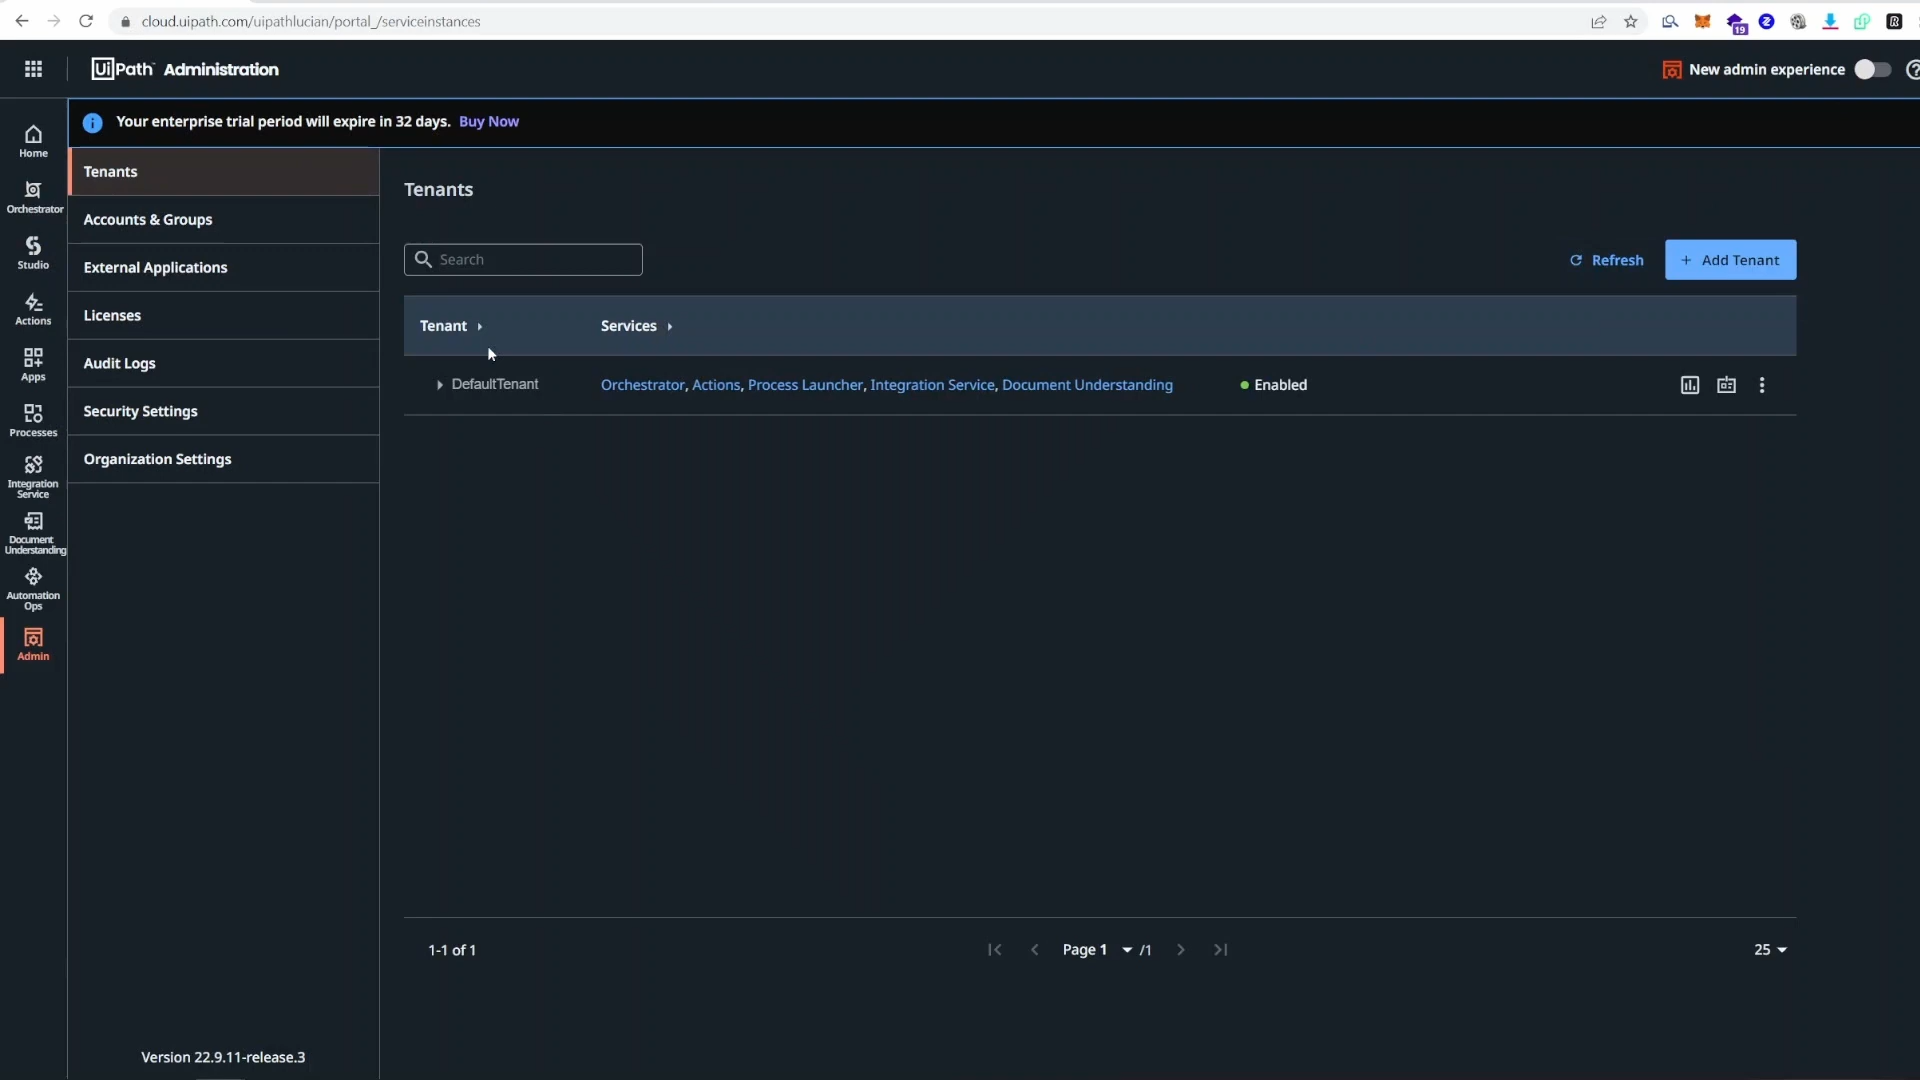 cloud.uipath.com/uipathlucian/portal_/serviceinstances
19
UiPath Administration
New admin experience
Your enterprise trial period will expire in 32 days. Buy Now
Home
Orchestrator
Studio
Actions
Apps
Processes
Integration
Service
Document
Understanding
Automation
Ops
Admin
Tenants
Accounts & Groups
External Applications
Licenses
Audit Logs
Security Settings
Organization Settings
Version 22.9.11-release.3
Tenants
Search
Refresh
+ Add Tenant
Tenant Services
DefaultTenant Orchestrator, Actions, Process Launcher, Integration Service, Document Understanding Enabled
1-1 of 1 Page 1 /1 25